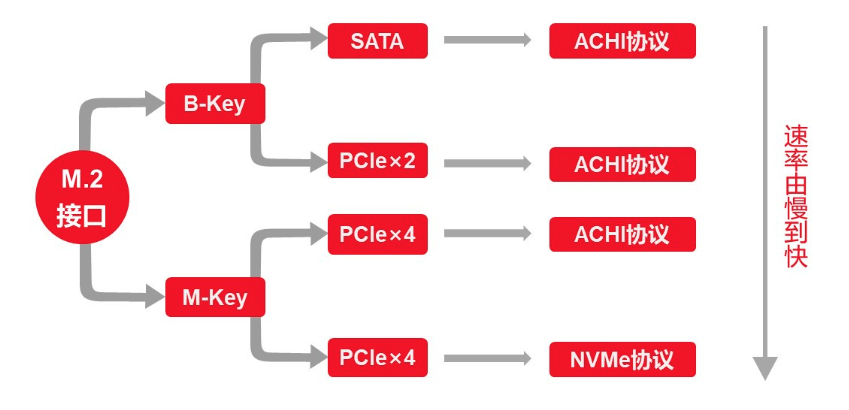 M.2
接口
B-Key
SATA
ACHI协议
PCIe×2
ACHI协议
M-Key
PCIe×4
ACHI协议
PCIe×4
NVMe协议
速率由慢到快